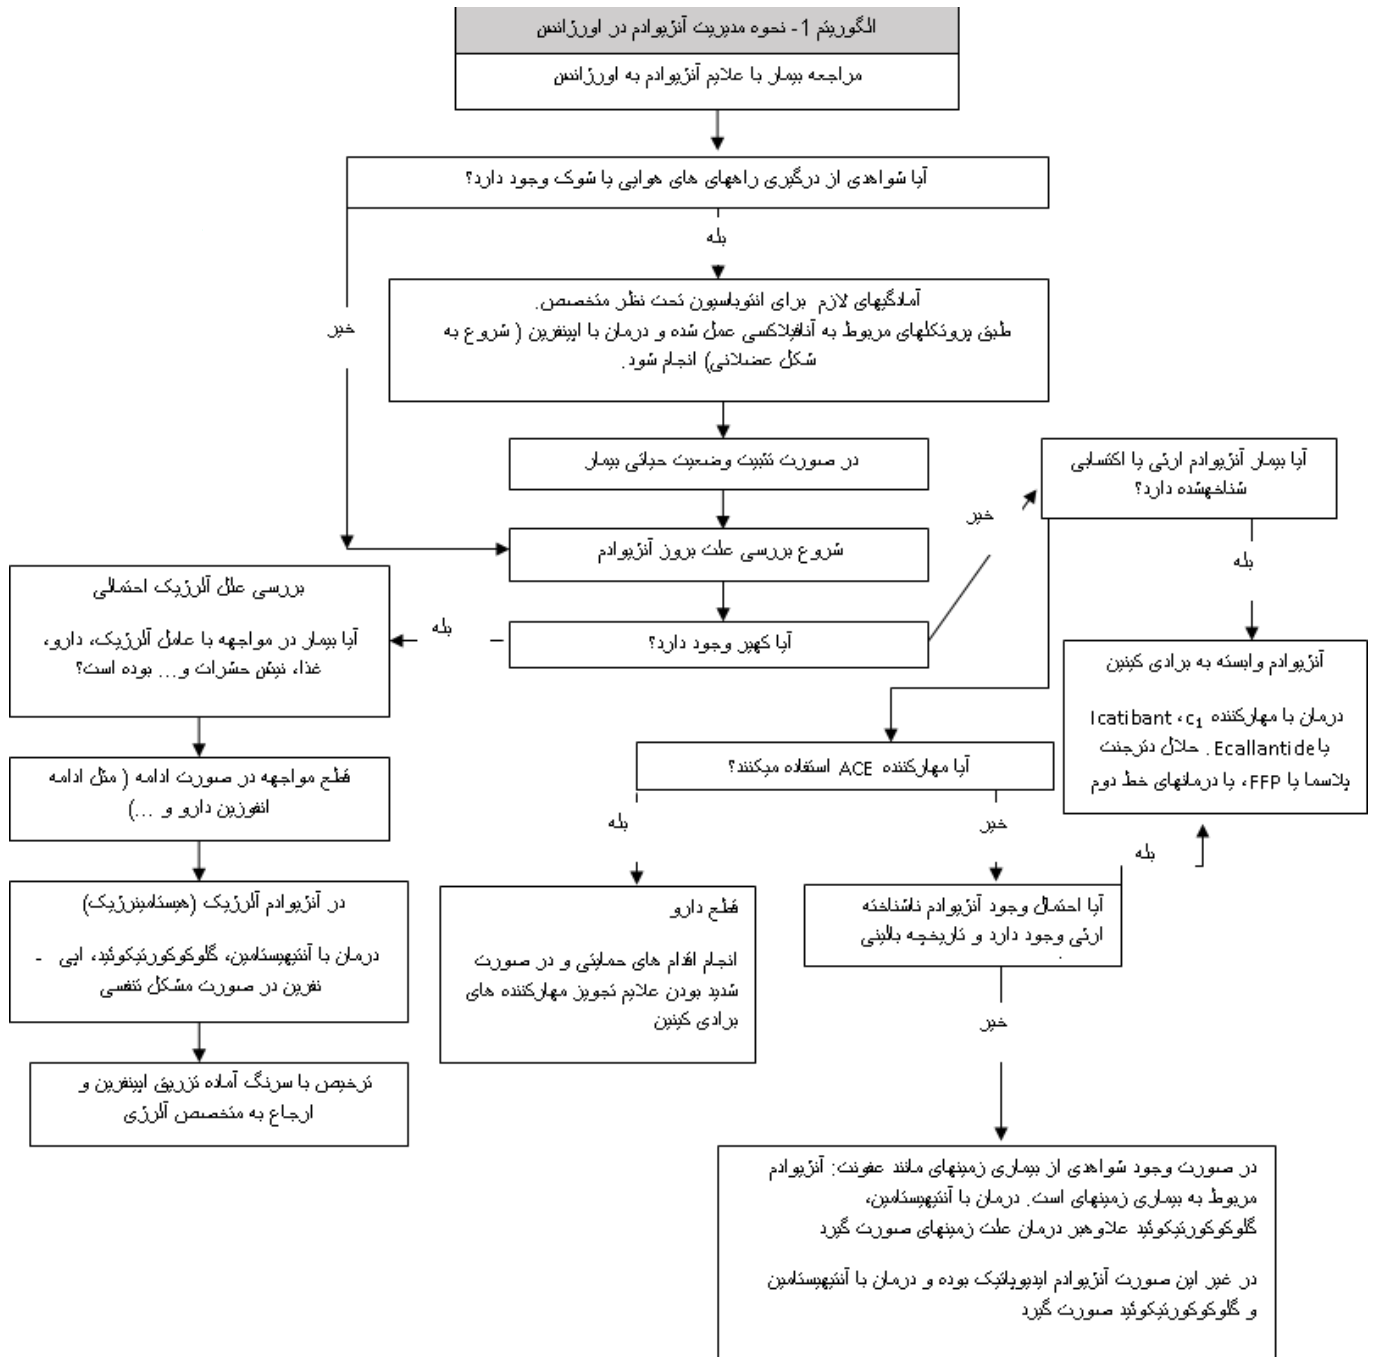 الگوریتم 1- نحوه مدیریت آنژیوادم در اورژانس
مراجعه بیمار با علایم آنژیوادم به اورژانس
آیا شواهدی از درگیری راههای های هوایی یا شوک وجود دارد؟
بله
خیر
آمادگیهای لازم برای انتوباسیون تحت نظر متخصص.
طبق پروتکلهای مربوط به آنافیلاکسی عمل شده و درمان با اپینفرین ( شروع به
شکل عضلانی) انجام شود.
در صورت تثبیت وضعیت حیاتی بیمار
شروع بررسی علت بروز آنژیوادم
آیا کهیر وجود دارد؟
بله
خیر
بررسی علل آلرژیک احتمالی
آیا بیمار در مواجهه با عامل آلرژیک، دارو،
غذا، نیش حشرات و... بوده است؟
قطع مواجهه در صورت ادامه ( مثل ادامه
انفوزین دارو و ...)
در آنژیوادم آلرژیک (هیستامینرژیک)
درمان با آنتیهیستامین، گلوکوکورتیکوئید، اپی -
نفرین در صورت مشکل تنفسی
ترخیص با سرنگ آماده تزریق اپینفرین و
ارجاع به متخصص آلرژی
آیا بیمار آنژیوادم ارثی یا اکتسابی
شناخهشده دارد؟
بله
آنژیوادم وابسته به برادی کینین
درمان با مهارکننده c1، Icatibant
یاEcallantide. حلال دترجنت
پلاسما یا FFP، یا درمانهای خط دوم
آیا مهارکننده ACE استفاده میکنند؟
بله
خیر
قطع دارو
انجام اقدام های حمایتی و در صورت
شدید بودن علایم تجویز مهارکننده های
برادی کینین
آیا احتمال وجود آنژیوادم ناشناخته
ارثی وجود دارد و تاریخچه بالینی
.
بله
خیر
در صورت وجود شواهدی از بیماری زمینهای مانند عفونت: آنژیوادم
مربوط به بیماری زمینهای است. درمان با آنتیهیستامین،
گلوکوکورتیکوئید علاوهبر درمان علت زمینهای صورت گیرد
در غیر این صورت آنژیوادم ایدیوپاتیک بوده و درمان با آنتیهیستامین
و گلوکوکورتیکوئید صورت گیرد